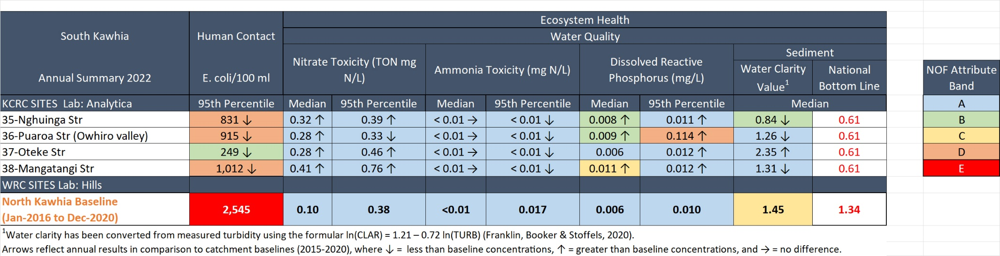 Ecosystem Health
South Kawhia Human Contact Water Quality
Sediment
Nitrate Toxicity (TON mg N/L) Ammonia Toxicity (mg N/L) Dissolved Reactive Phosphorus (mg/L)
Annual Summary 2022 E. coli/100 ml Water Clarity Value1 National Bottom Line NOF Attribute Band
KCRC SITES Lab: Analytica 95th Percentile Median 95th Percentile Median 95th Percentile Median 95th Percentile Median A
35-Nghuinga Str 831 ↓ 0.32 ↑ 0.39 ↑ < 0.01 → < 0.01 ↓ 0.008 ↑ 0.011 ↑ 0.84 ↓ 0.61 B
36-Puaroa Str (Owhiro valley) 915 ↓ 0.28 ↑ 0.33 ↓ < 0.01 → < 0.01 ↓ 0.009 ↑ 0.114 ↑ 1.26 ↓ 0.61 C
37-Oteke Str 249 ↓ 0.28 ↑ 0.46 ↑ < 0.01 → < 0.01 ↓ 0.006 0.012 ↑ 2.35 ↑ 0.61 D
38-Mangatangi Str 1,012 ↓ 0.41 ↑ 0.76 ↑ < 0.01 → < 0.01 ↓ 0.011 ↑ 0.012 ↑ 1.31 ↓ 0.61 E
WRC SITES Lab: Hills
North Kawhia Baseline
(Jan-2016 to Dec-2020) 2,545 0.10 0.38 <0.01 0.017 0.006 0.010 1.45 1.34
1Water clarity has been converted from measured turbidity using the formular ln(CLAR) = 1.21 – 0.72 ln(TURB) (Franklin, Booker & Stoffels, 2020).
Arrows reflect annual results in comparison to catchment baselines (2015-2020), where ↓ = less than baseline concentrations, ↑ = greater than baseline concentrations, and → = no difference.